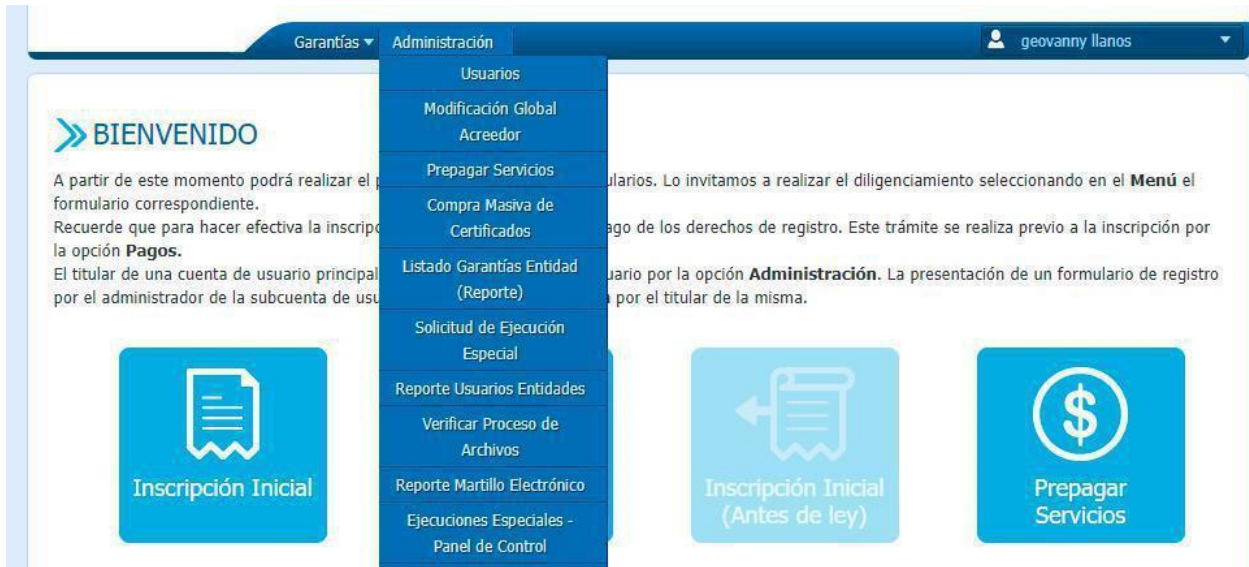 Garantías
Administración
geovanny llanos
Usuarios
Modificación Global
Acreedor
Prepagar Servicios
Compra Masiva de
Certificados
Listado Garantías Entidad
(Reporte)
Solicitud de Ejecución
Especial
Reporte Usuarios Entidades
Verificar Proceso de
Archivos
Reporte Martillo Electrónico
Ejecuciones Especiales -
Panel de Control
BIENVENIDO
A partir de este momento podrá realizar el ularios. Lo invitamos a realizar el diligenciamiento seleccionando en el Menú el
formulario correspondiente.
Recuerde que para hacer efectiva la inscripc ago de los derechos de registro. Este trámite se realiza previo a la inscripción por
la opción Pagos.
El titular de una cuenta de usuario principal uario por la opción Administración. La presentación de un formulario de registro
por el administrador de la subcuenta de usu por el titular de la misma.
Inscripción Inicial
Inscripción Inicial
(Antes de ley)
$
Prepagar
Servicios